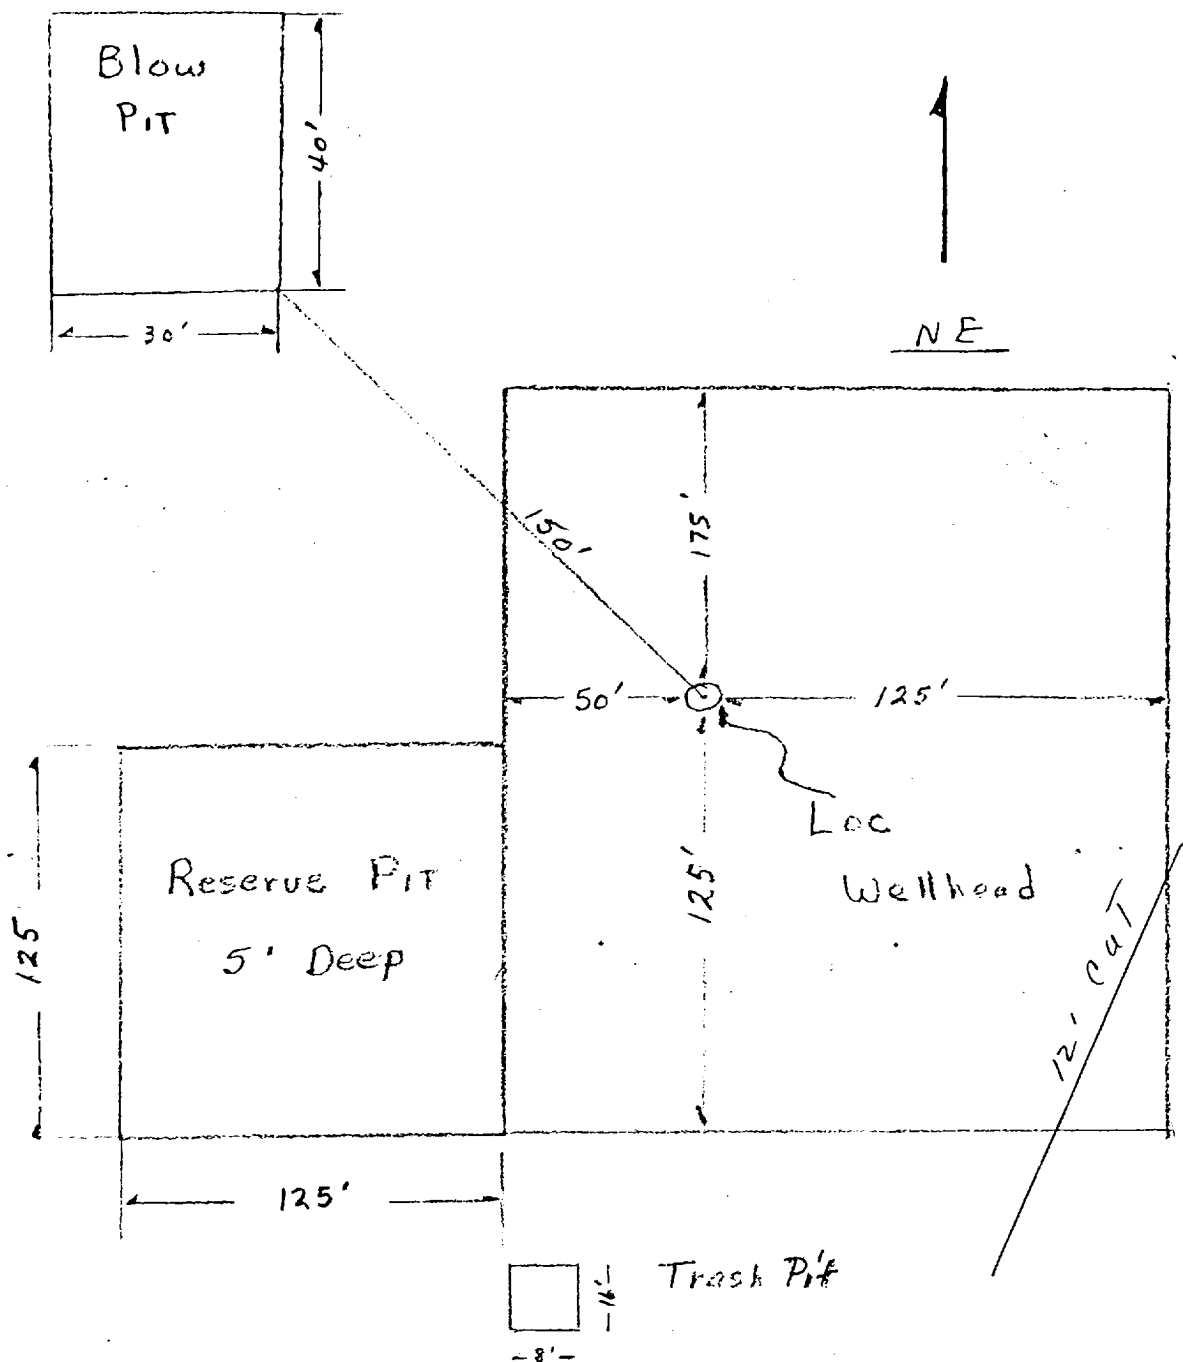 Blow
PIT
40'
30'
NE
150'
175'
50'
125'
Loc
Wellhead
125'
12' CUT
Reserve PIT
5' Deep
125
125'
Trash Pit
16'
8'